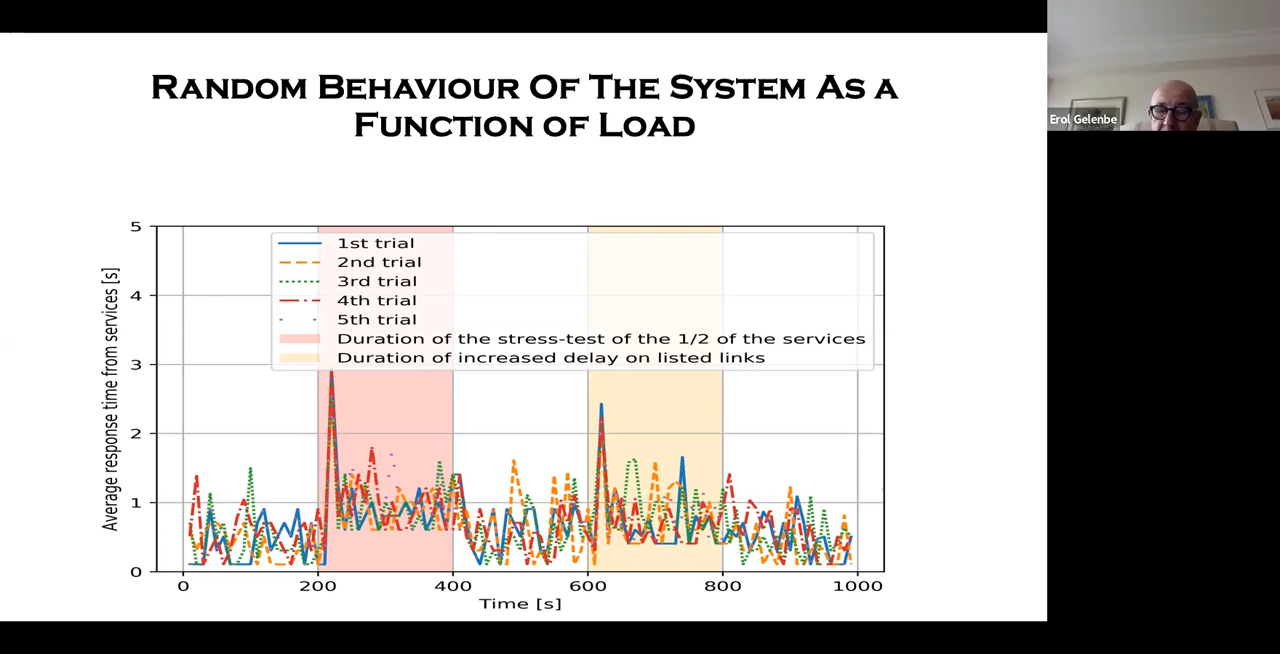 RANDOM BEHAVIOUR OF THE SYSTEM AS A
FUNCTION OF LOAD
Erol Gelenbe
Average response time from services [s]
5
4
3
2
1
0
1st trial
2nd trial
3rd trial
4th trial
5th trial
Duration of the stress-test of the 1/2 of the services
Duration of increased delay on listed links
0 200 400 600 800 1000
Time [s]